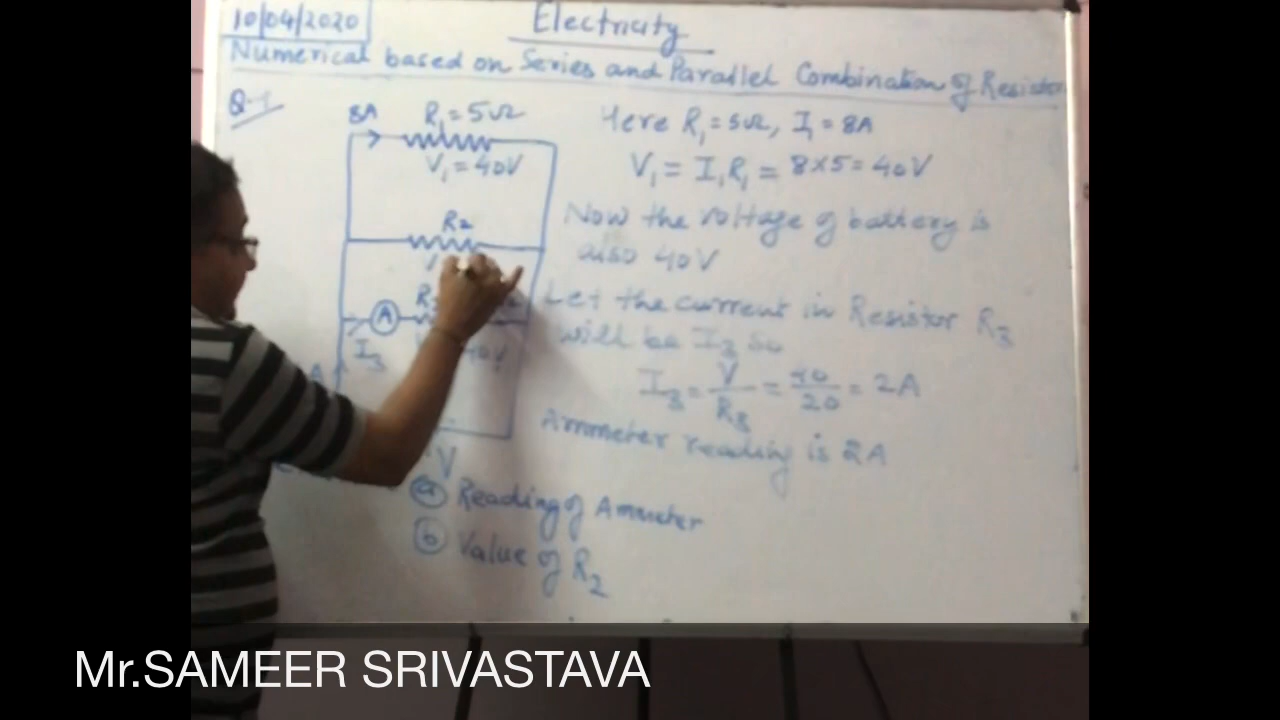 10/04/2020
Electricity
Numerical based on Series and Parallel Combination of Resistor
Q-1
8A
R₁ = 5Ω
V₁ = 40V
R₂
A
I₃
40V
A
V
(a) Reading of Ammeter
(b) Value of R₂
Here R₁ = 5Ω, I₁ = 8A
V₁ = I₁R₁ = 8×5 = 40V
Now the voltage of battery is
also 40V
Let the current in Resistor R₃
will be I₃ so
I₃ = V/R₃ = 40/20 = 2A
Ammeter reading is 2A
Mr.SAMEER SRIVASTAVA